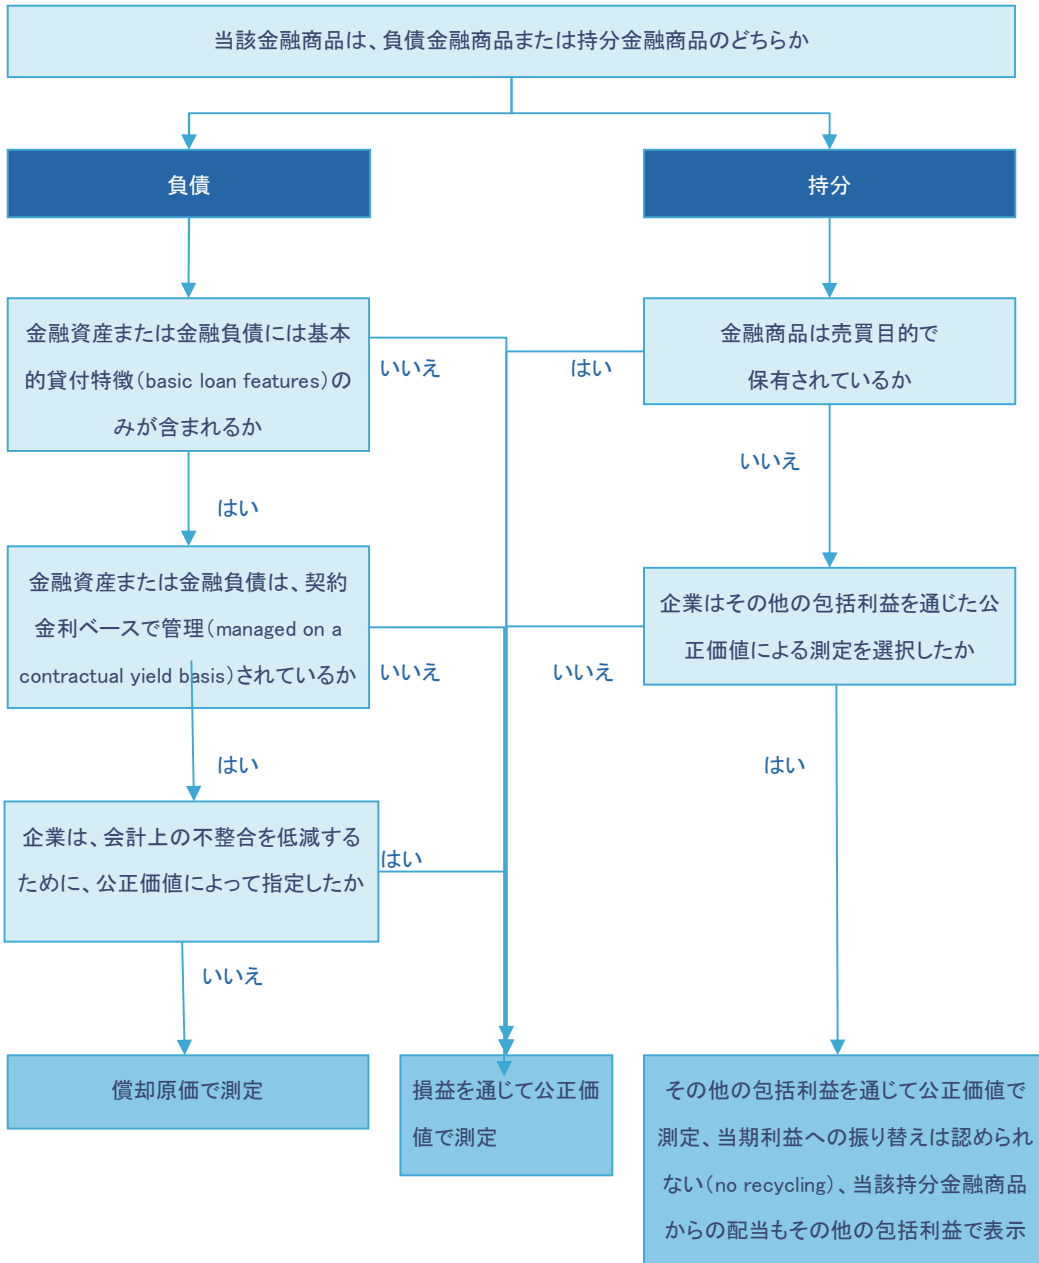 当該金融商品は、負債金融商品または持分金融商品のどちらか
負債
持分
金融資産または金融負債には基本
的貸付特徴(basic loan features)の
みが含まれるか
いいえ
はい
金融商品は売買目的で
保有されているか
いいえ
はい
金融資産または金融負債は、契約
金利ベースで管理(managed on a
contractual yield basis)されているか
いいえ
いいえ
企業はその他の包括利益を通じた公
正価値による測定を選択したか
はい
はい
企業は、会計上の不整合を低減する
ために、公正価値によって指定したか
はい
いいえ
償却原価で測定
損益を通じて公正価
値で測定
その他の包括利益を通じて公正価値で
測定、当期利益への振り替えは認められ
ない(no recycling)、当該持分金融商品
からの配当もその他の包括利益で表示